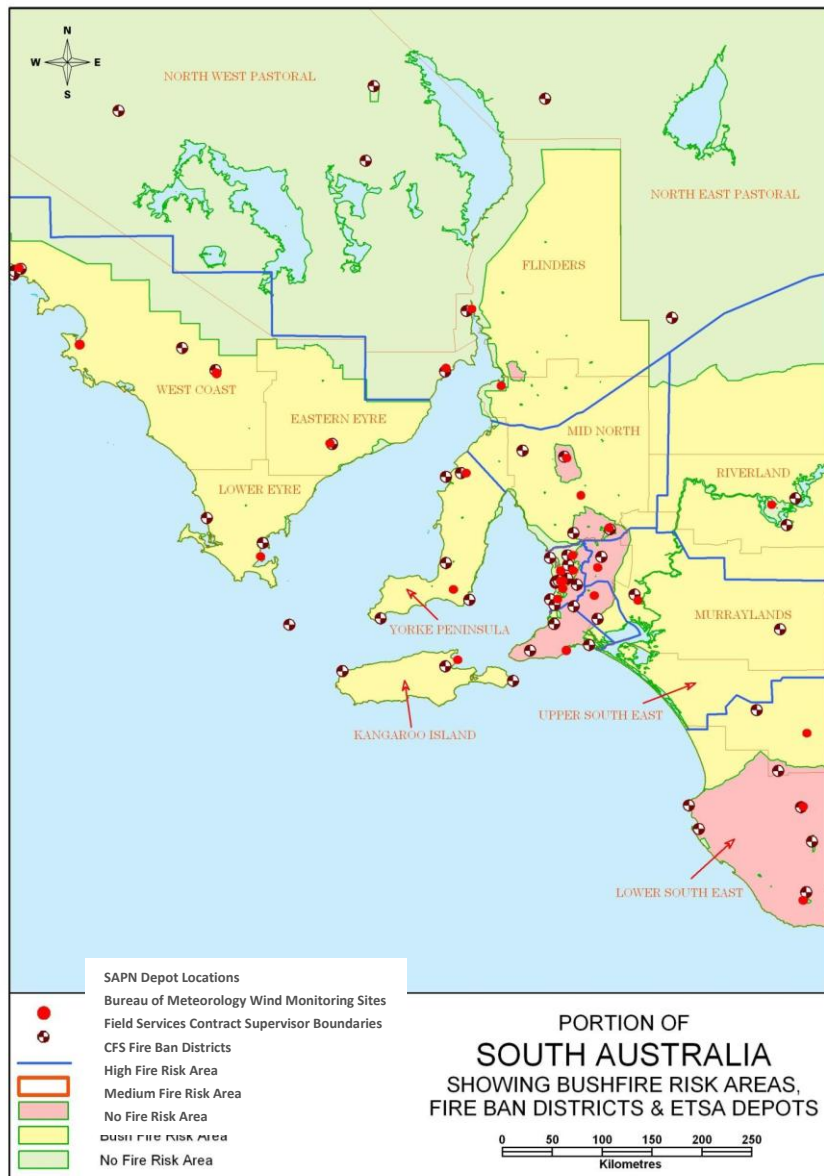 N
W E
S
NORTH WEST PASTORAL
NORTH EAST PASTORAL
FLINDERS
WEST COAST
EASTERN EYRE
MID NORTH
RIVERLAND
LOWER EYRE
MURRAYLANDS
YORKE PENINSULA
UPPER SOUTH EAST
KANGAROO ISLAND
LOWER SOUTH EAST
SAPN Depot Locations
Bureau of Meteorology Wind Monitoring Sites
Field Services Contract Supervisor Boundaries
CFS Fire Ban Districts
High Fire Risk Area
Medium Fire Risk Area
No Fire Risk Area
Bush Fire Risk Area
No Fire Risk Area
PORTION OF
SOUTH AUSTRALIA
SHOWING BUSHFIRE RISK AREAS,
FIRE BAN DISTRICTS & ETSA DEPOTS
0 50 100 150 200 250
Kilometres